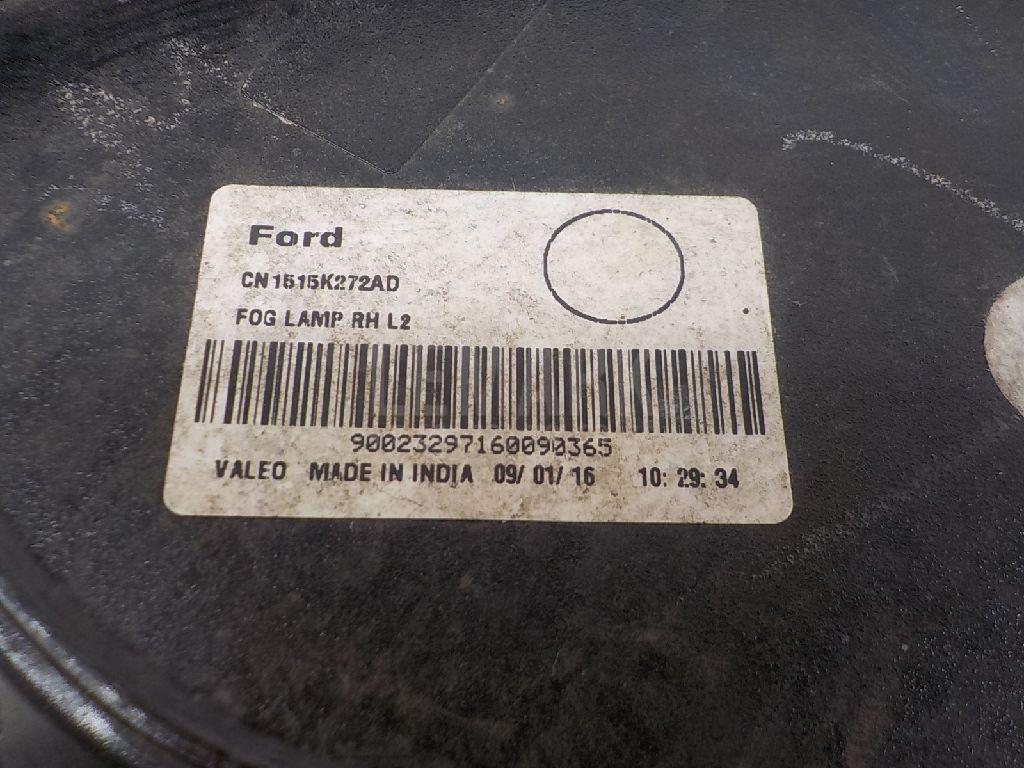 Ford
CN1515K272AD
FOG LAMP RH L2
90023297160090365
VALEO MADE IN INDIA 09/ 01/ 16 10: 29: 34